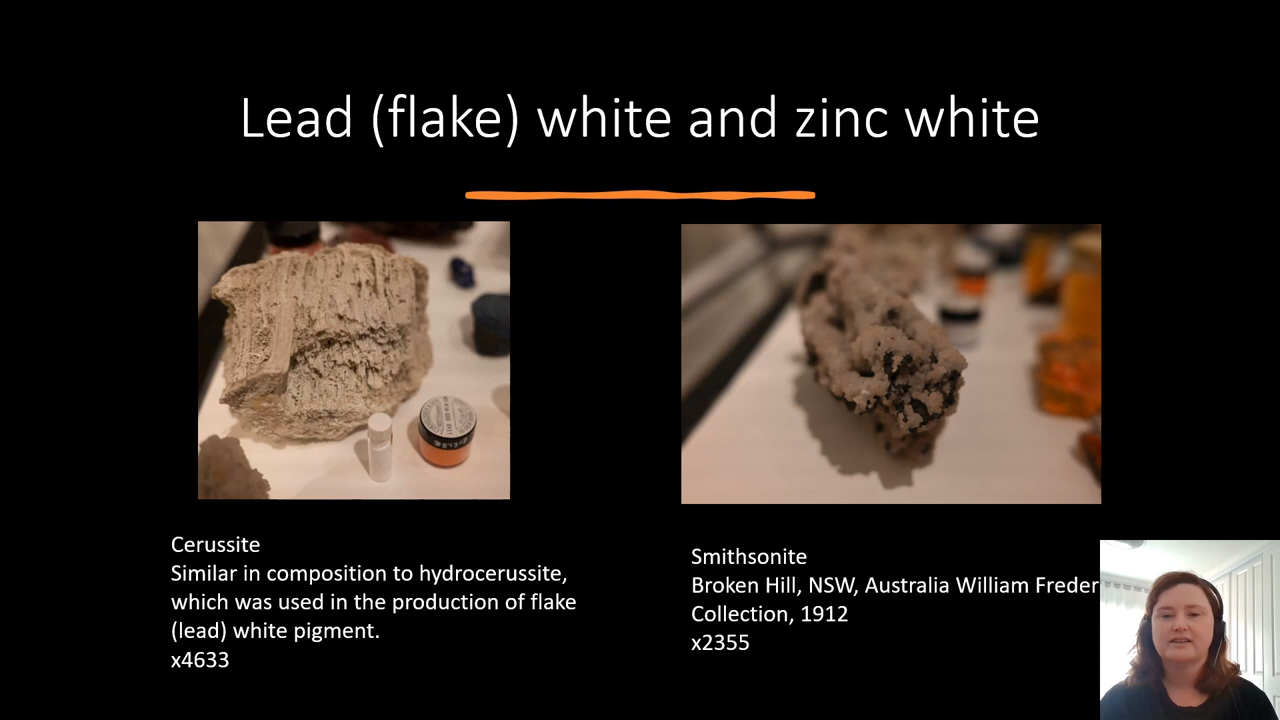 Lead (flake) white and zinc white
Cerussite
Similar in composition to hydrocerussite,
which was used in the production of flake
(lead) white pigment.
x4633
Smithsonite
Broken Hill, NSW, Australia William Freder
Collection, 1912
x2355